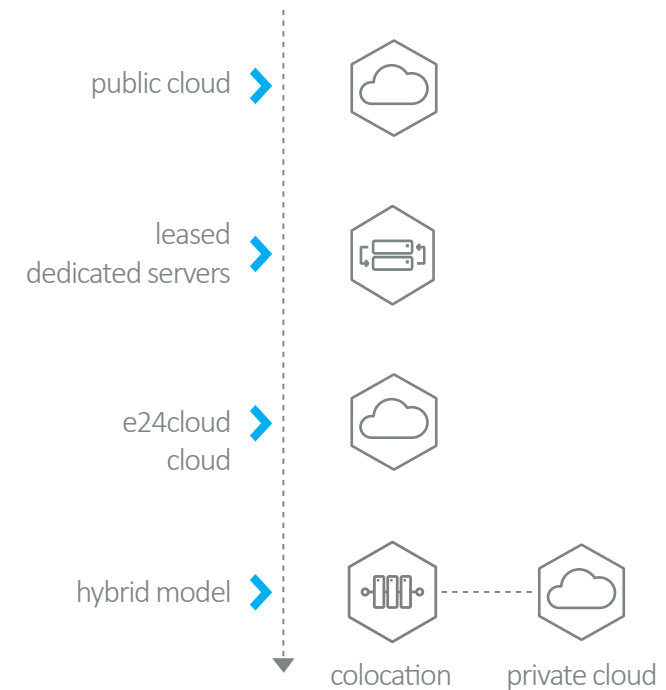 public cloud
leased
dedicated servers
e24cloud
cloud
hybrid model
colocation
private cloud